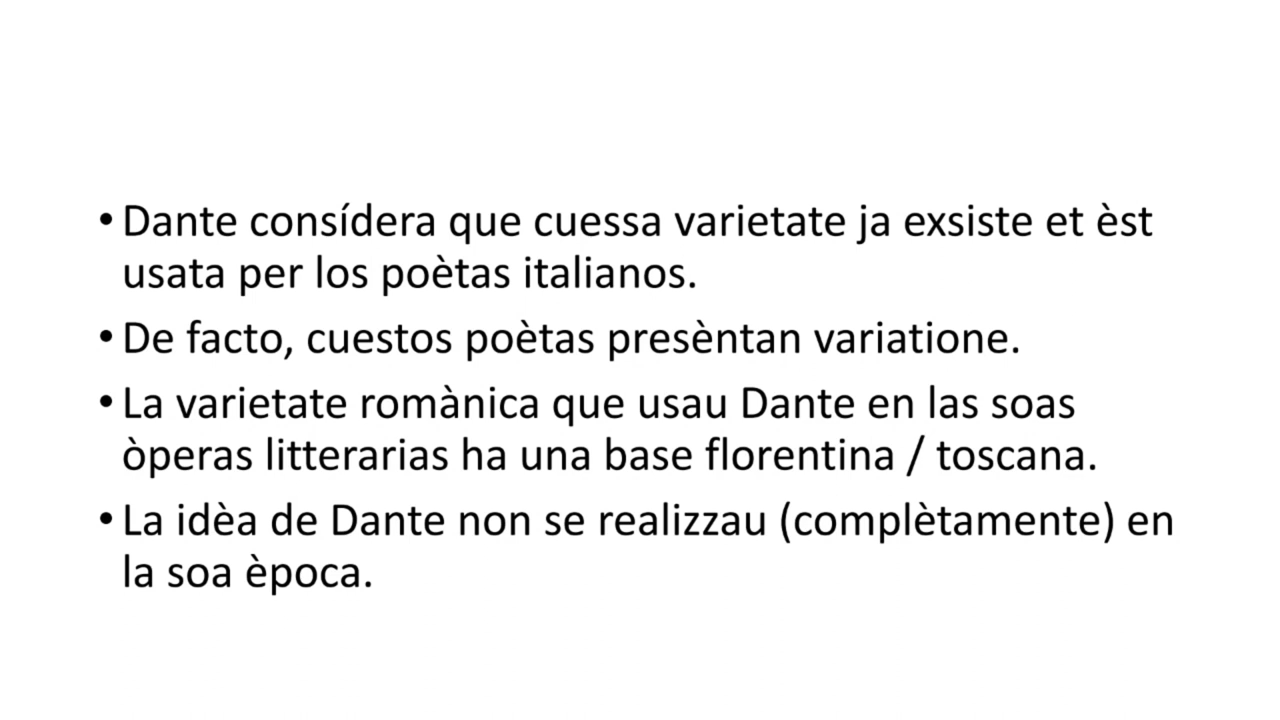 • Dante consídera que cuessa varietate ja exsiste et èst
usata per los poètas italianos.
• De facto, cuestos poètas presèntan variatione.
• La varietate romànica que usau Dante en las soas
òperas litterarias ha una base florentina / toscana.
• La idèa de Dante non se realizzau (complètamente) en
la soa època.